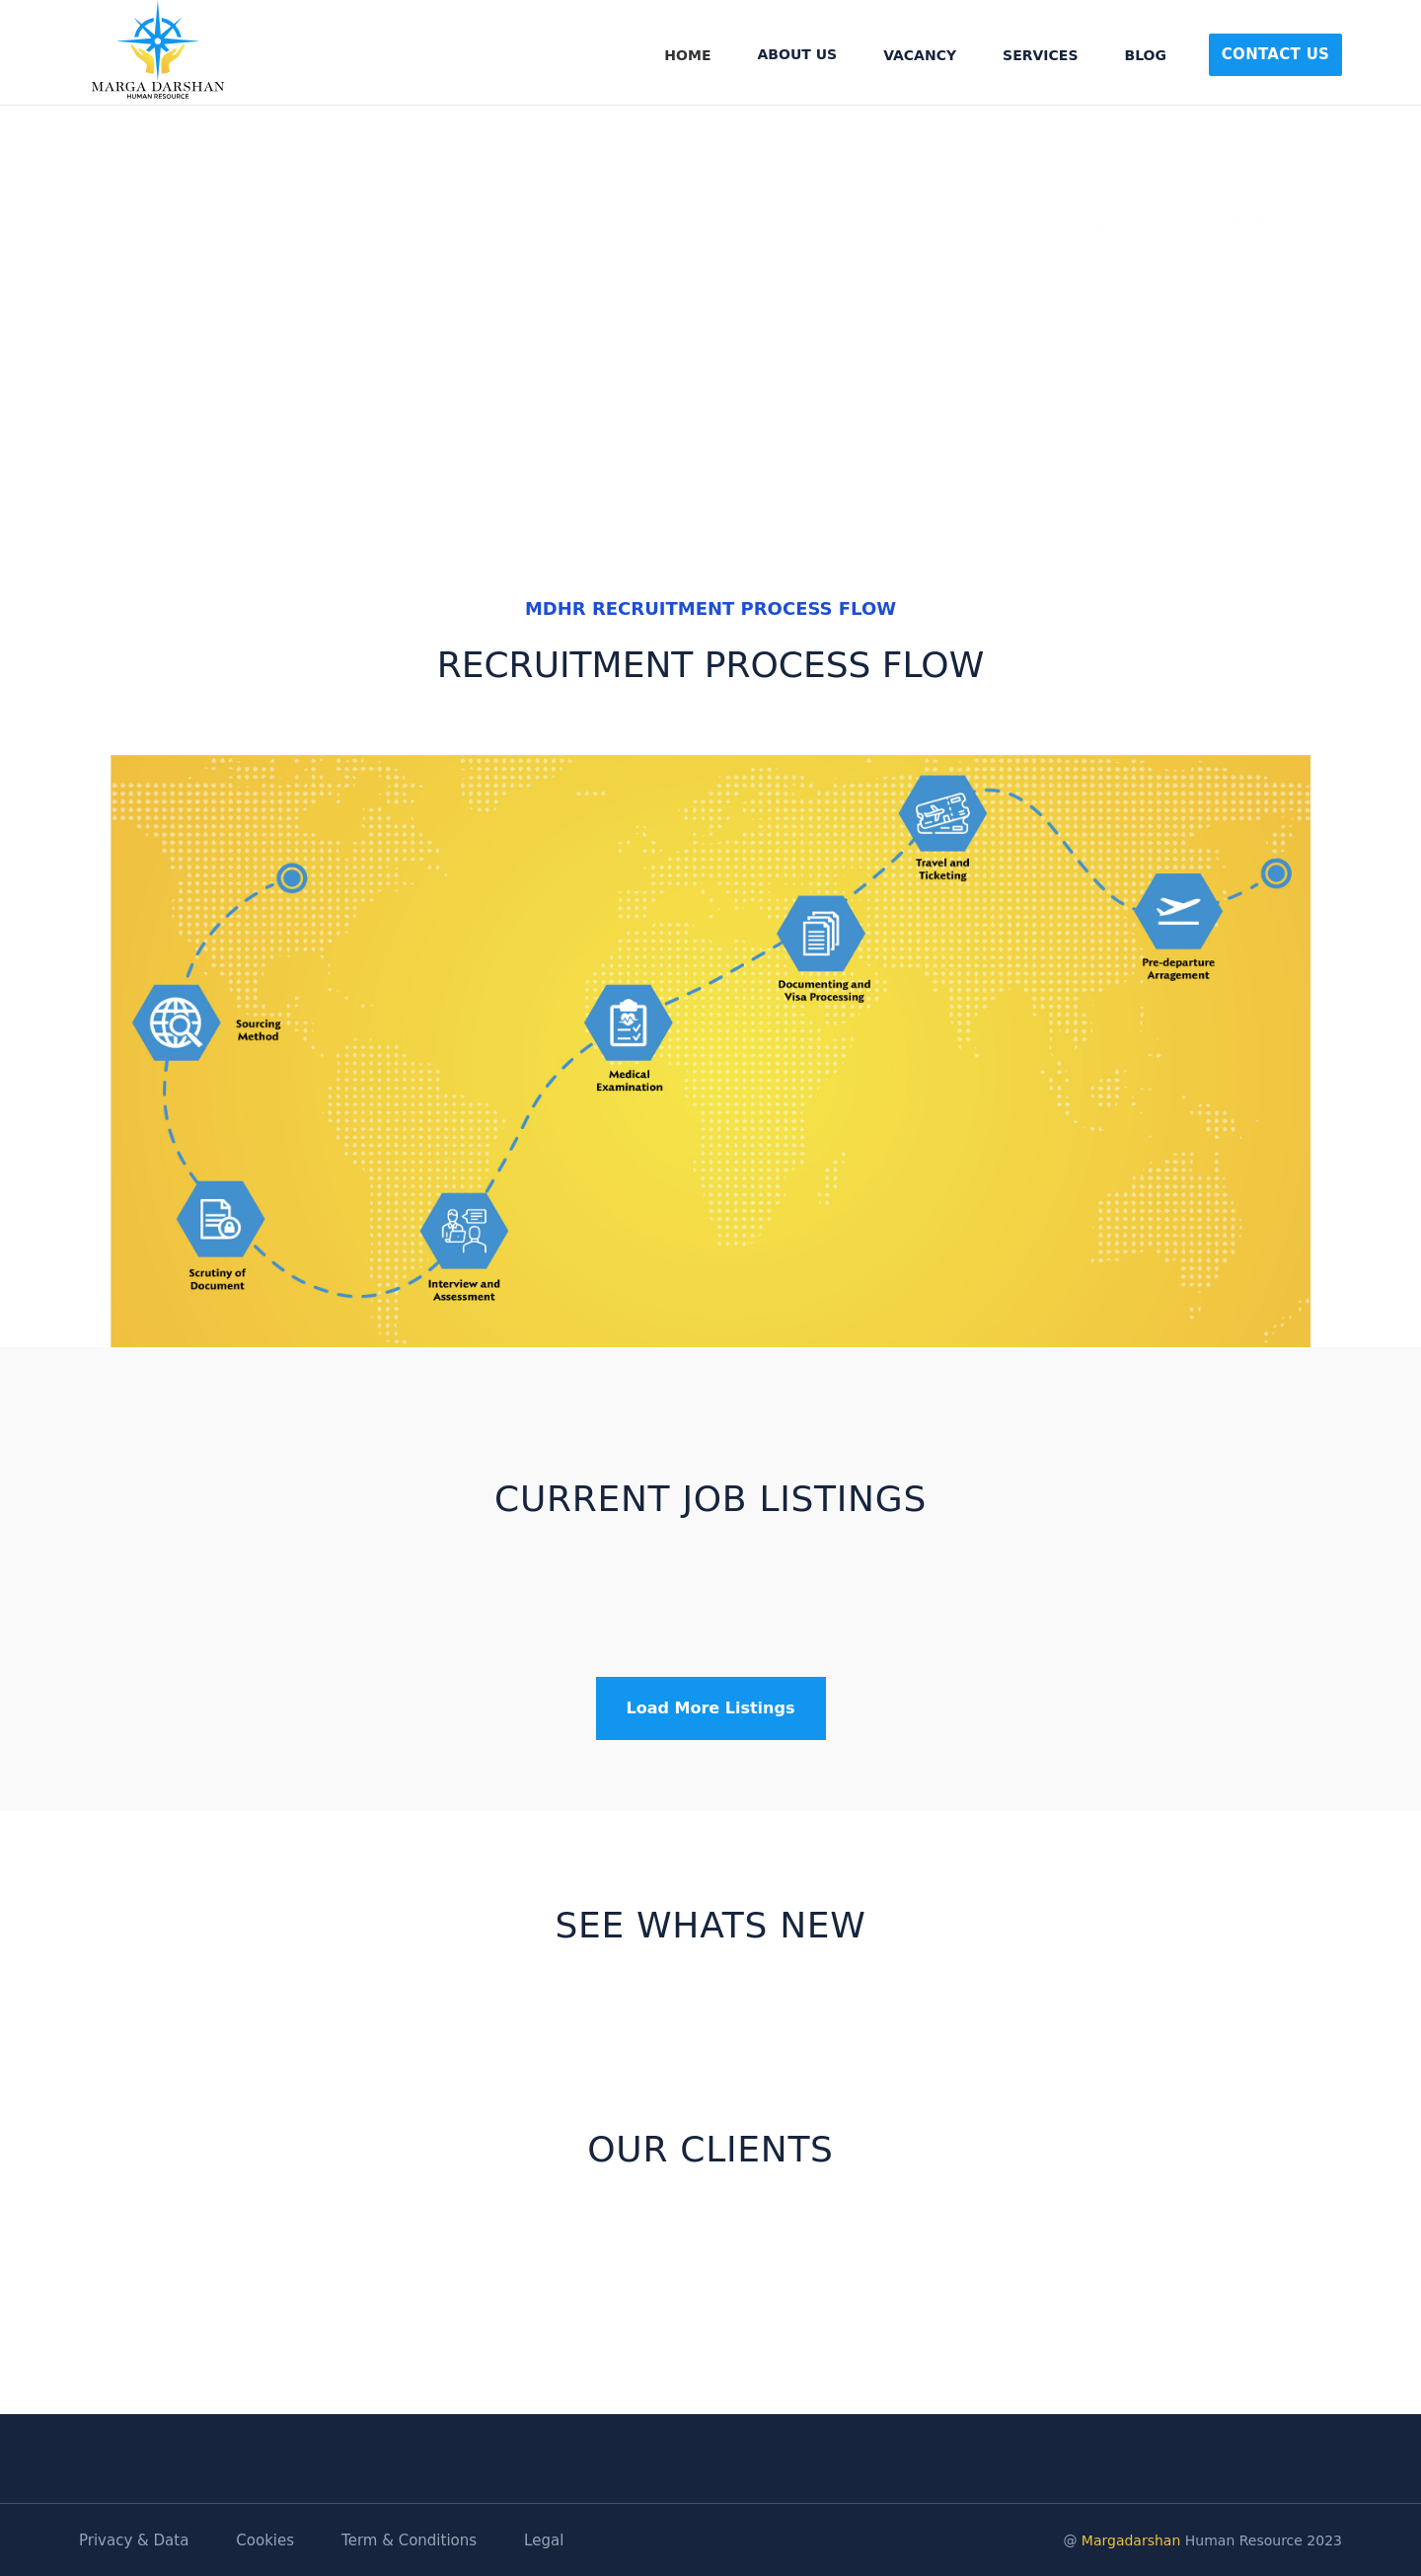 MARGA DARSHAN
HUMAN RESOURCE
HOME
ABOUT US
VACANCY
SERVICES
BLOG
CONTACT US
MDHR RECRUITMENT PROCESS FLOW
RECRUITMENT PROCESS FLOW
Travel and
Ticketing
Pre-departure
Arragement
Documenting and
Visa Processing
Sourcing
Method
Medical
Examination
Scrutiny of
Document
Interview and
Assessment
CURRENT JOB LISTINGS
Load More Listings
SEE WHATS NEW
OUR CLIENTS
Privacy & Data
Cookies
Term & Conditions
Legal
@ Margadarshan Human Resource 2023